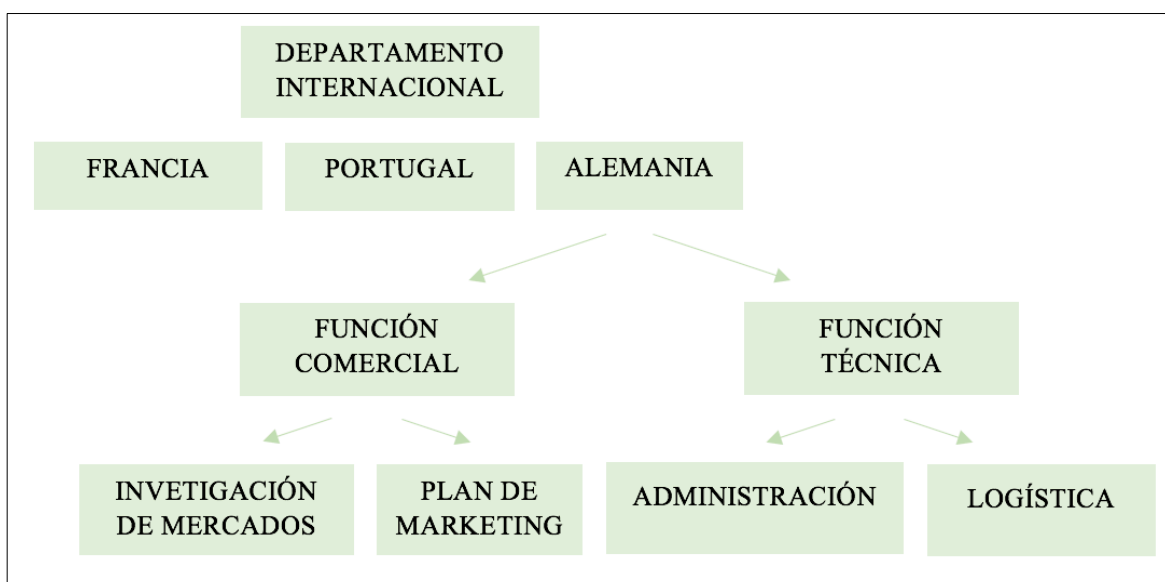 DEPARTAMENTO
INTERNACIONAL
FRANCIA
PORTUGAL
ALEMANIA
FUNCIÓN
COMERCIAL
FUNCIÓN
TÉCNICA
INVETIGACIÓN
DE MERCADOS
PLAN DE
MARKETING
ADMINISTRACIÓN
LOGÍSTICA